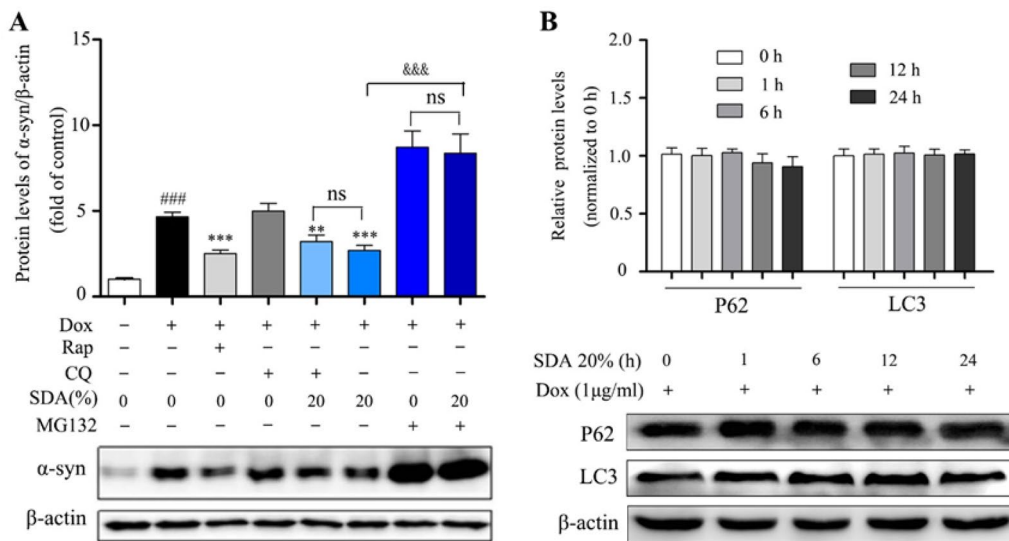 A
Protein levels of α-syn/β-actin
(fold of control)
15
10
5
0
###
***
**
ns
***
&&&
ns
Dox − + + + + + + +
Rap − − + − − − − −
CQ − − − + + − − −
SDA(%) 0 0 0 0 20 20 0 20
MG132 − − − − − − + +
α-syn
β-actin
B
Relative protein levels
(normalized to 0 h)
2.0
1.5
1.0
0.5
0
0 h
1 h
6 h
12 h
24 h
P62
LC3
SDA 20% (h) 0 1 6 12 24
Dox (1μg/ml) + + + + +
P62
LC3
β-actin